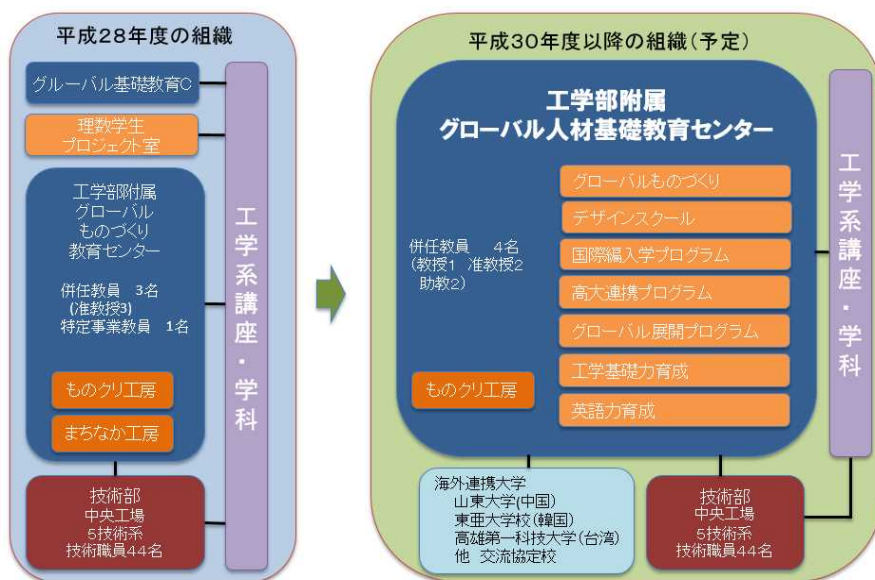 平成28年度の組織
グルーバル基礎教育C
理数学生
プロジェクト室
工学部附属
グローバル
ものづくり
教育センター
併任教員 3名
(准教授3)
特定事業教員 1名
ものクリ工房
まちなか工房
技術部
中央工場
5技術系
技術職員44名
工学系講座・学科
平成30年度以降の組織(予定)
工学部附属
グローバル人材基礎教育センター
併任教員 4名
(教授1 准教授2
助教2)
ものクリ工房
グローバルものづくり
デザインスクール
国際編入学プログラム
高大連携プログラム
グローバル展開プログラム
工学基礎力育成
英語力育成
工学系講座・学科
海外連携大学
山東大学(中国)
東亜大学校(韓国)
高雄第一科技大学(台湾)
他 交流協定校
技術部
中央工場
5技術系
技術職員44名